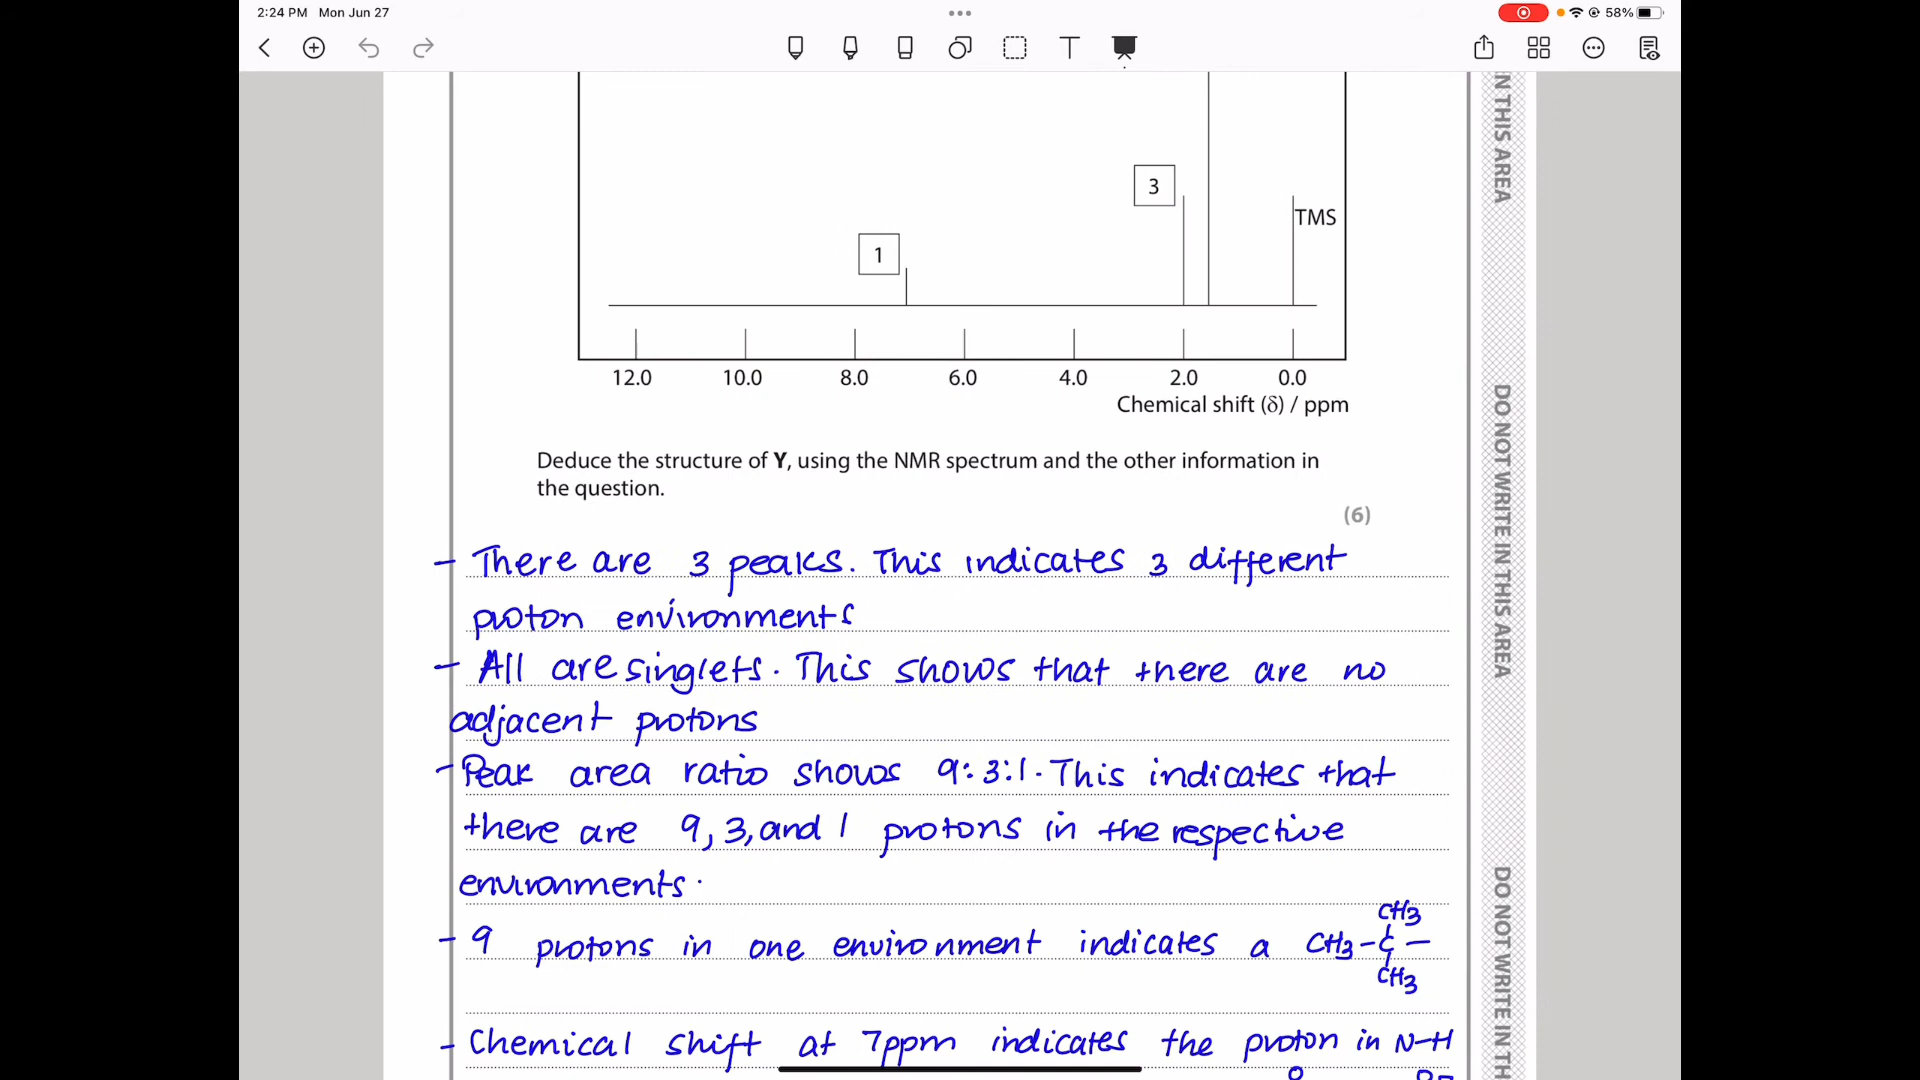 2:24 PM Mon Jun 27
58%
3
TMS
1
12.0 10.0 8.0 6.0 4.0 2.0 0.0
Chemical shift (δ) / ppm
Deduce the structure of Y, using the NMR spectrum and the other information in
the question.
(6)
- There are 3 peaks. This indicates 3 different
proton environments
- All are singlets. This shows that there are no
adjacent protons
- Peak area ratio shows 9:3:1. This indicates that
there are 9, 3, and 1 protons in the respective
environments.
CH3
- 9 protons in one environment indicates a CH3-C-
CH3
- Chemical shift at 7ppm indicates the proton in N-H
N THIS AREA
DO NOT WRITE IN THIS AREA
DO NOT WRITE IN TH